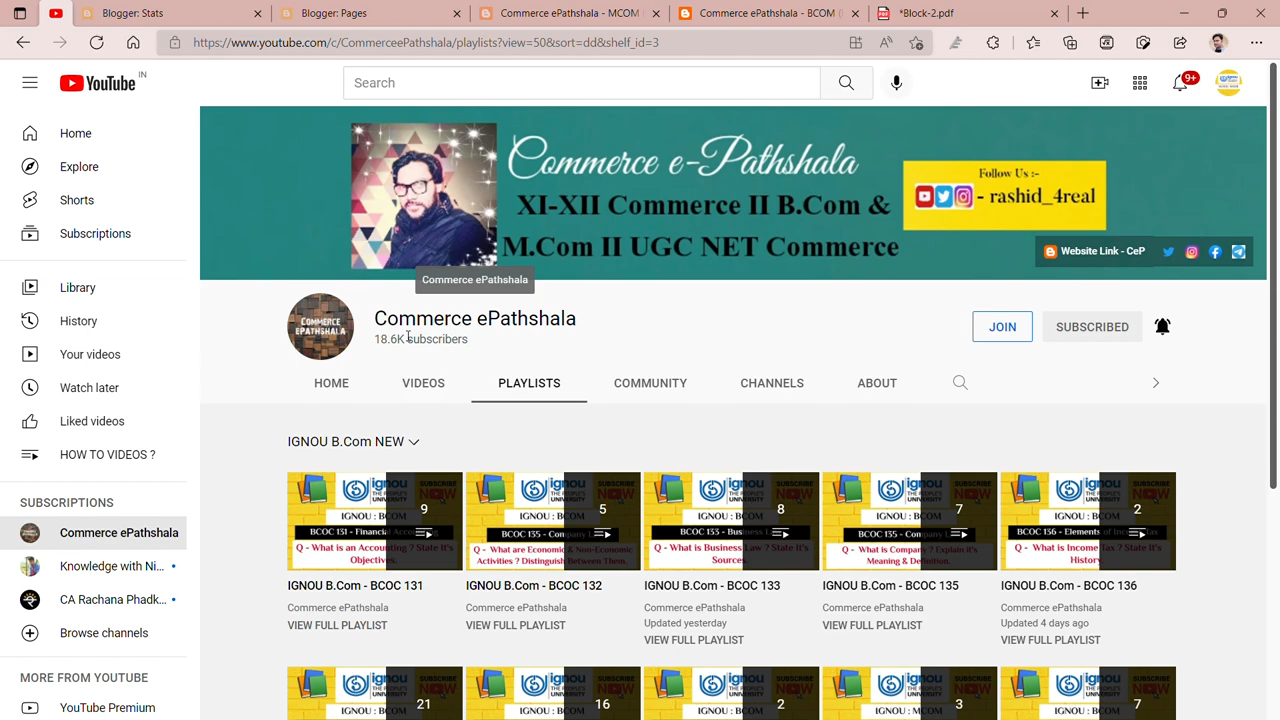 Blogger: Stats
Blogger: Pages
Commerce ePathshala - MCOM
Commerce ePathshala - BCOM (
*Block-2.pdf
https://www.youtube.com/c/CommerceePathshala/playlists?view=50&sort=dd&shelf_id=3
YouTube IN
Search
9+
Home
Explore
Shorts
Subscriptions
Library
History
Your videos
Watch later
Liked videos
HOW TO VIDEOS ?
SUBSCRIPTIONS
Commerce ePathshala
Knowledge with Ni...
CA Rachana Phadk...
Browse channels
MORE FROM YOUTUBE
YouTube Premium
Commerce e-Pathshala
XI-XII Commerce II B.Com &
M.Com II UGC NET Commerce
Follow Us :-
- rashid_4real
Website Link - CeP
Commerce ePathshala
COMMERCE
EPATHSHALA
Commerce ePathshala
18.6K subscribers
JOIN
SUBSCRIBED
HOME
VIDEOS
PLAYLISTS
COMMUNITY
CHANNELS
ABOUT
IGNOU B.Com NEW
9
5
8
7
2
IGNOU B.Com - BCOC 131
IGNOU B.Com - BCOC 132
IGNOU B.Com - BCOC 133
IGNOU B.Com - BCOC 135
IGNOU B.Com - BCOC 136
Commerce ePathshala
Commerce ePathshala
Commerce ePathshala
Commerce ePathshala
Commerce ePathshala
Updated yesterday
Updated 4 days ago
VIEW FULL PLAYLIST
VIEW FULL PLAYLIST
VIEW FULL PLAYLIST
VIEW FULL PLAYLIST
VIEW FULL PLAYLIST
21
16
2
3
7